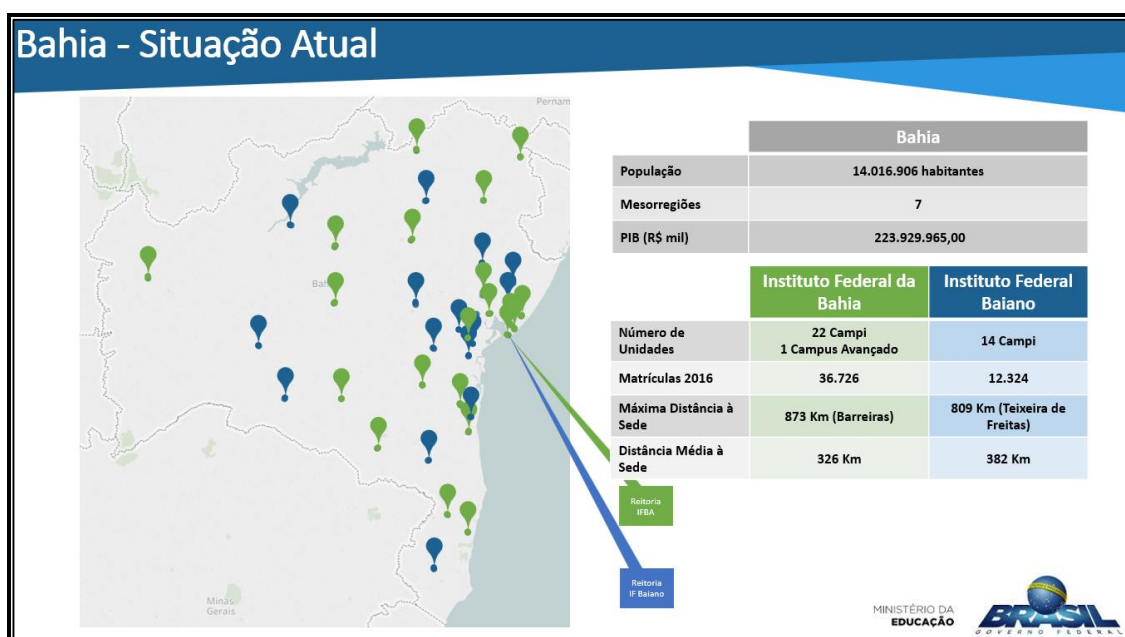 Bahia - Situação Atual
Pernam
Bahi
Minas
Gerais
Bahia
População 14.016.906 habitantes
Mesorregiões 7
PIB (R$ mil) 223.929.965,00
Instituto Federal da Instituto Federal
Bahia Baiano
Número de 22 Campi 14 Campi
Unidades 1 Campus Avançado
Matrículas 2016 36.726 12.324
Máxima Distância à 873 Km (Barreiras) 809 Km (Teixeira de
Sede Freitas)
Distância Média à 326 Km 382 Km
Sede
Reitoria
IFBA
Reitoria
IF Baiano
MINISTÉRIO DA
EDUCAÇÃO
BRASIL
GOVERNO FEDERAL